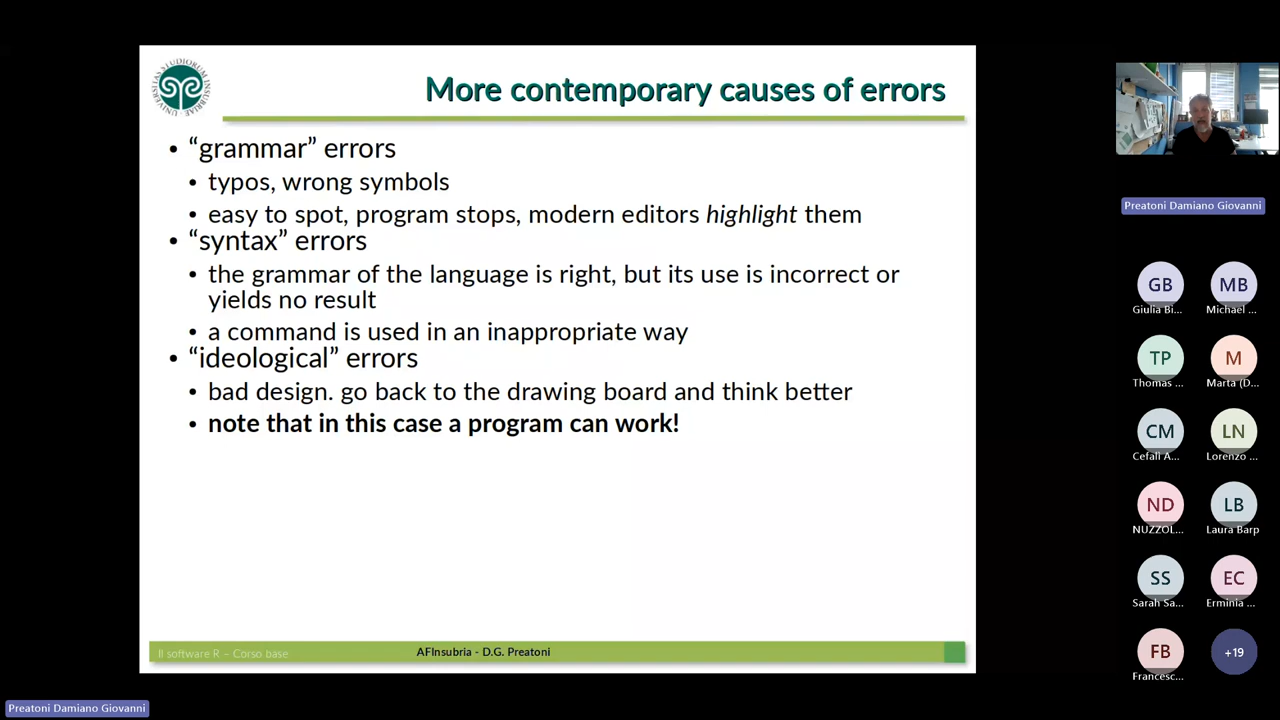 More contemporary causes of errors
• “grammar” errors
• typos, wrong symbols
• easy to spot, program stops, modern editors highlight them
• “syntax” errors
• the grammar of the language is right, but its use is incorrect or
yields no result
• a command is used in an inappropriate way
• “ideological” errors
• bad design. go back to the drawing board and think better
• note that in this case a program can work!
Il software R – Corso base
AFInsubria - D.G. Preatoni
Preatoni Damiano Giovanni
GB
MB
Giulia Bi...
Michael ...
TP
M
Thomas ...
Marta (D...
CM
LN
Cefalì A...
Lorenzo ...
ND
LB
NUZZOL...
Laura Barp
SS
EC
Sarah Sa...
Erminia ...
FB
+19
Francesc...
Preatoni Damiano Giovanni